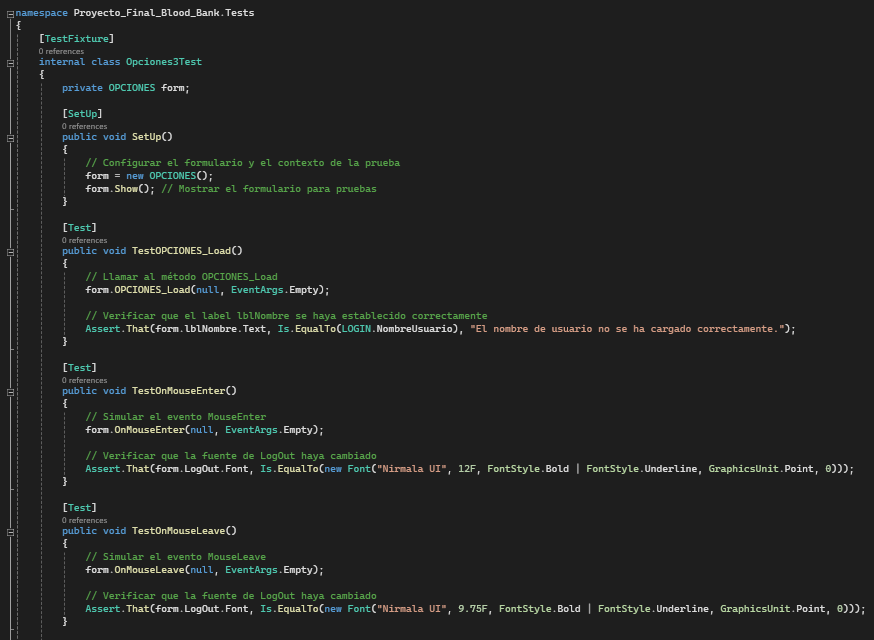 namespace Proyecto_Final_Blood_Bank.Tests
{
[TestFixture]
0 references
internal class Opciones3Test
{
private OPCIONES form;
[SetUp]
0 references
public void SetUp()
{
// Configurar el formulario y el contexto de la prueba
form = new OPCIONES();
form.Show(); // Mostrar el formulario para pruebas
}
[Test]
0 references
public void TestOPCIONES_Load()
{
// Llamar al método OPCIONES_Load
form.OPCIONES_Load(null, EventArgs.Empty);
// Verificar que el label lblNombre se haya establecido correctamente
Assert.That(form.lblNombre.Text, Is.EqualTo(LOGIN.NombreUsuario), "El nombre de usuario no se ha cargado correctamente.");
}
[Test]
0 references
public void TestOnMouseEnter()
{
// Simular el evento MouseEnter
form.OnMouseEnter(null, EventArgs.Empty);
// Verificar que la fuente de LogOut haya cambiado
Assert.That(form.LogOut.Font, Is.EqualTo(new Font("Nirmala UI", 12F, FontStyle.Bold | FontStyle.Underline, GraphicsUnit.Point, 0)));
}
[Test]
0 references
public void TestOnMouseLeave()
{
// Simular el evento MouseLeave
form.OnMouseLeave(null, EventArgs.Empty);
// Verificar que la fuente de LogOut haya cambiado
Assert.That(form.LogOut.Font, Is.EqualTo(new Font("Nirmala UI", 9.75F, FontStyle.Bold | FontStyle.Underline, GraphicsUnit.Point, 0)));
}